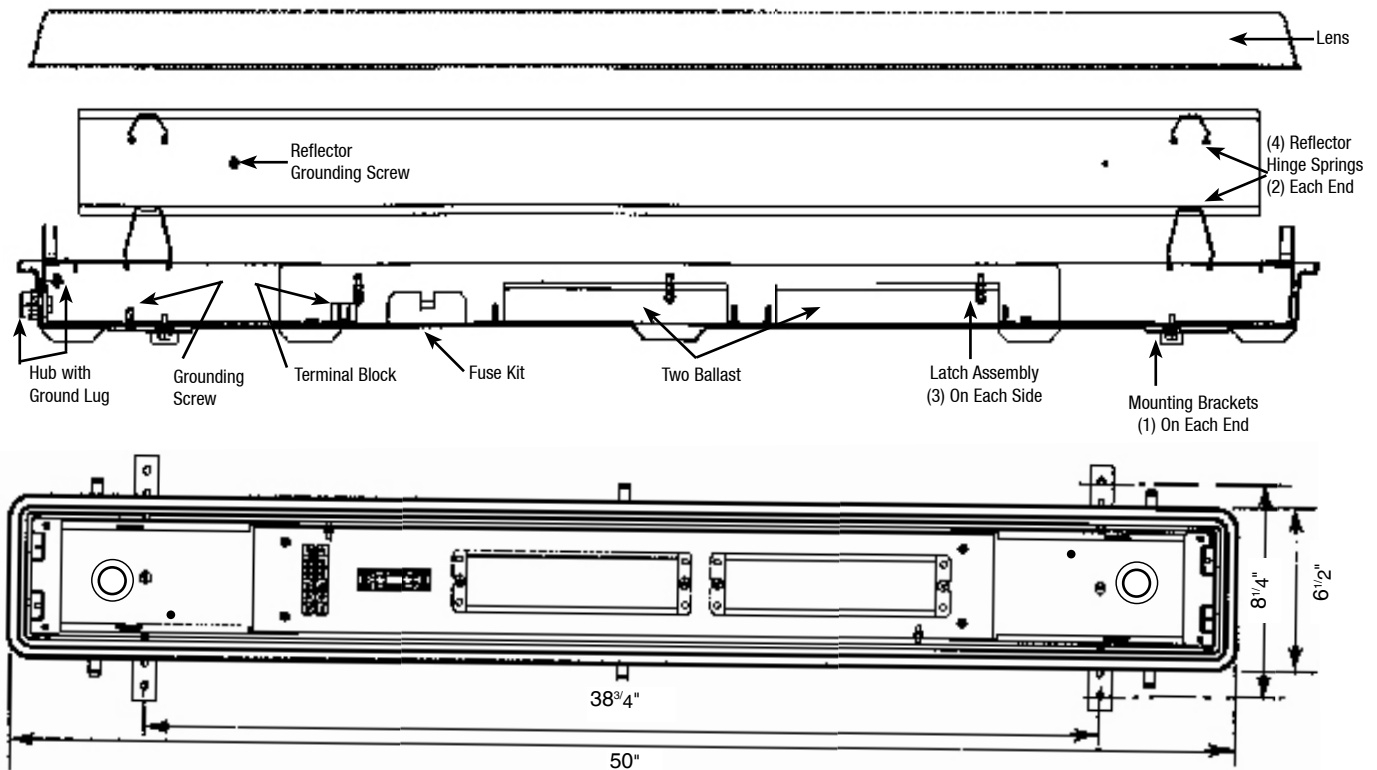 Lens
Reflector
Grounding Screw
(4) Reflector
Hinge Springs
(2) Each End
Hub with
Ground Lug
Grounding
Screw
Terminal Block
Fuse Kit
Two Ballast
Latch Assembly
(3) On Each Side
Mounting Brackets
(1) On Each End
8 1/4"
6 1/2"
38 3/4"
50"